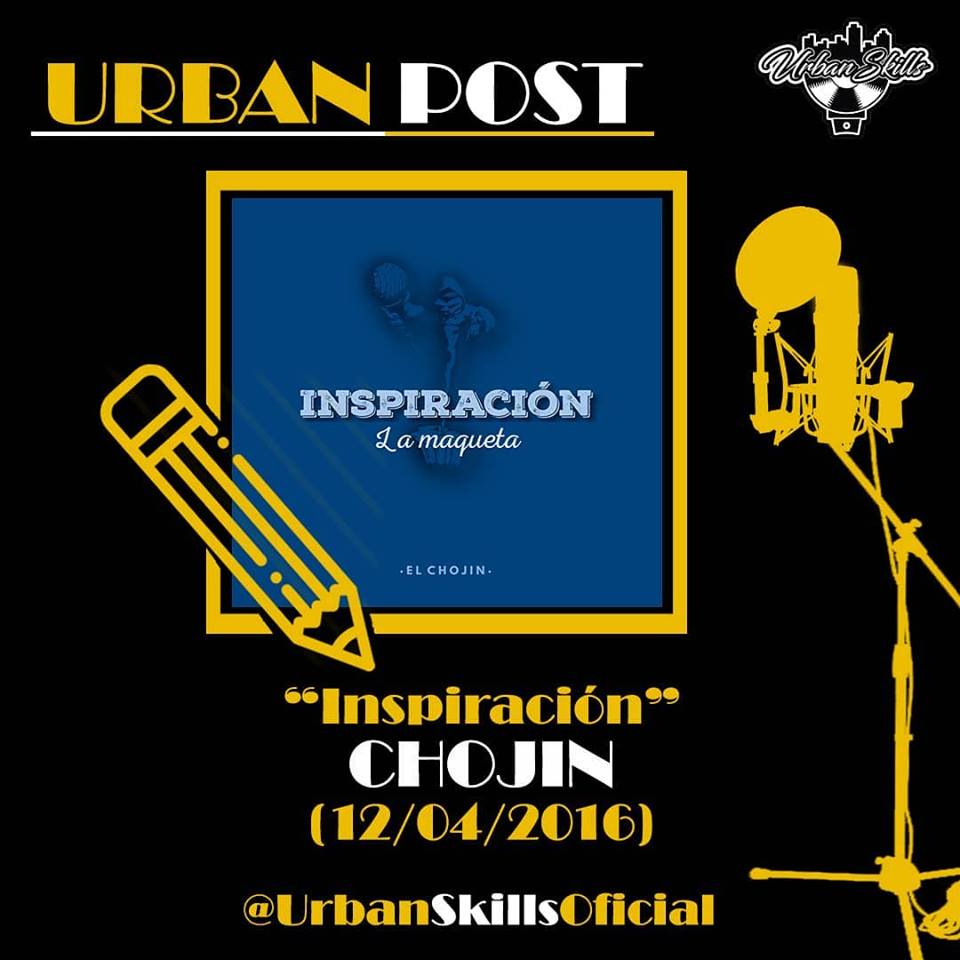 URBAN POST
Urban Skills
INSPIRACIÓN
La maqueta
·EL CHOJIN·
“Inspiración”
CHOJIN
(12/04/2016)
@UrbanSkillsOficial